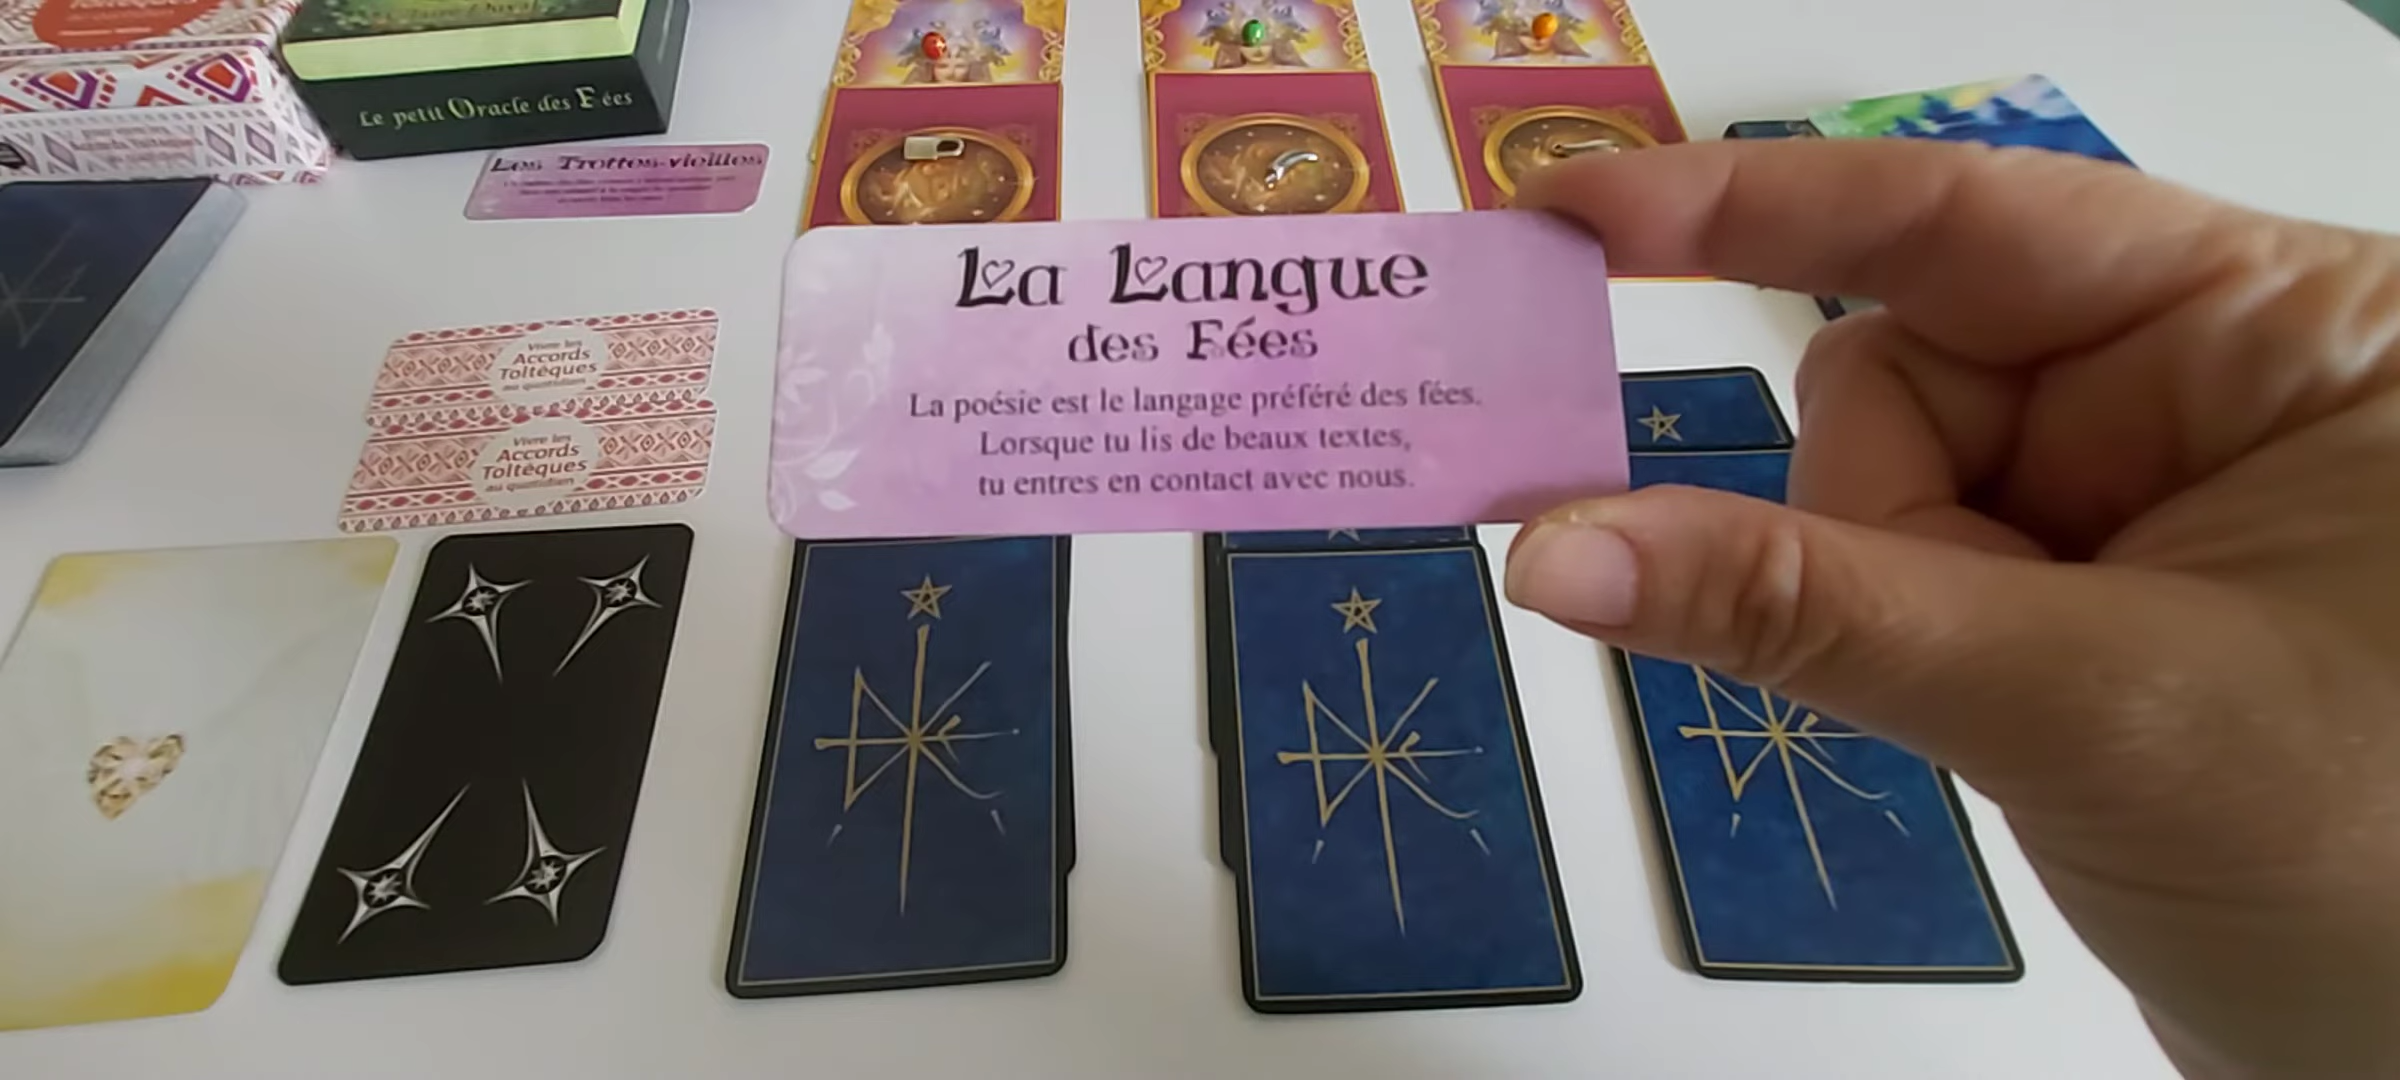 Toltèques
Le petit Oracle des Fées
Les Trottes-vieilles
La Langue
des Fées
La poésie est le langage préféré des fées.
Lorsque tu lis de beaux textes,
tu entres en contact avec nous.
Vivre les
Accords
Toltèques
au quotidien
Vivre les
Accords
Toltèques
au quotidien